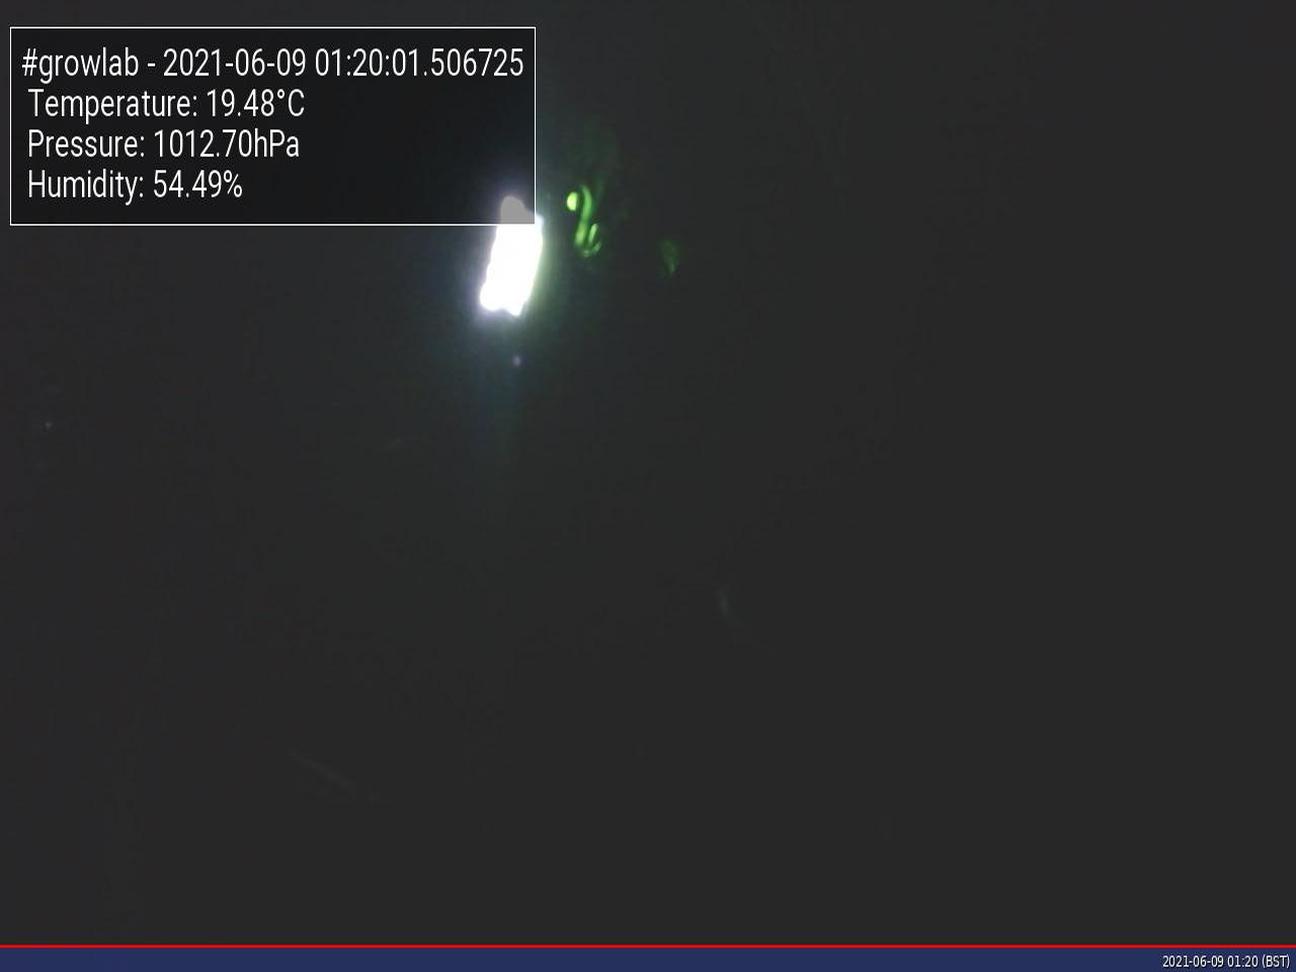 #growlab - 2021-06-09 01:20:01.506725
Temperature: 19.48°C
Pressure: 1012.70hPa
Humidity: 54.49%
2021-06-09 01:20 (BST)